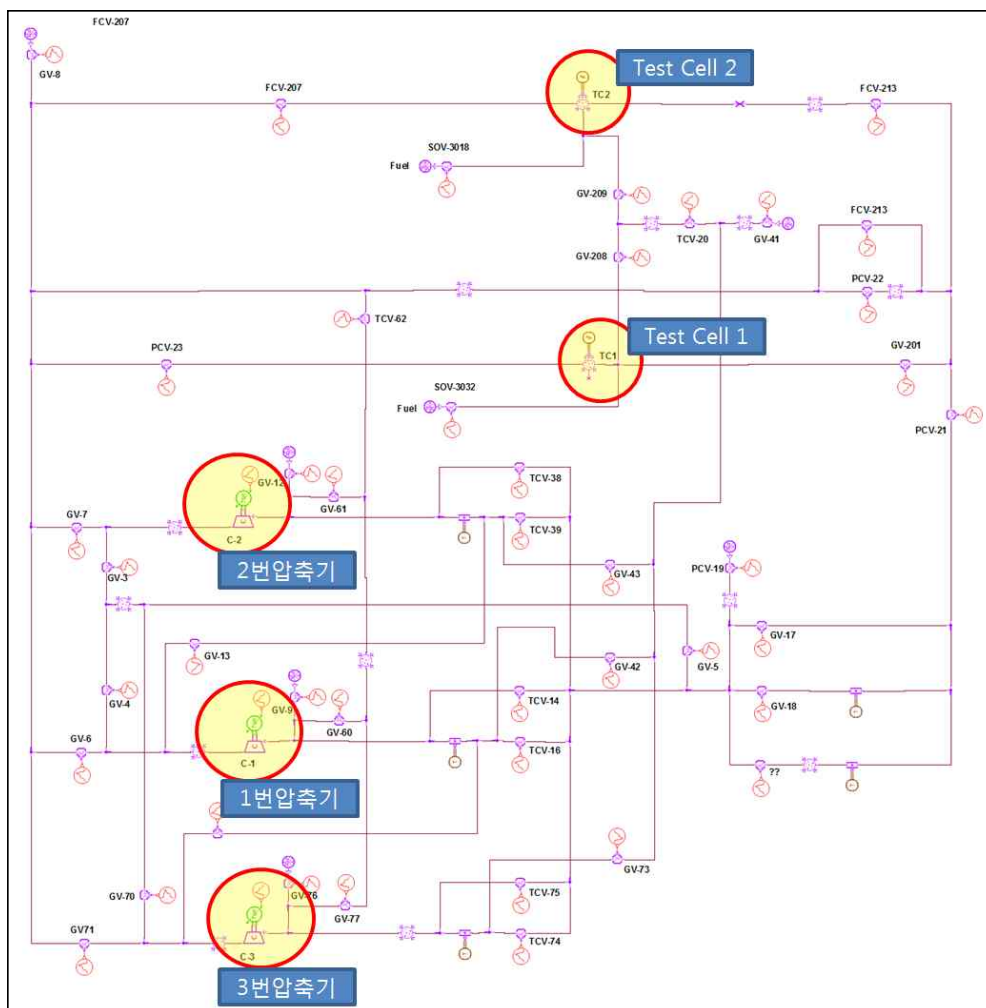 FCV-207
GV-8
Test Cell 2
FCV-207
TC2
FCV-213
SOV-3018
Fuel
GV-209
TCV-20
GV-41
FCV-213
GV-208
PCV-22
TCV-62
Test Cell 1
PCV-23
TC1
GV-201
SOV-3032
Fuel
PCV-21
GV-12
GV-61
TCV-38
TCV-39
GV-7
C-2
2번압축기
GV-3
GV-43
PCV-19
GV-13
GV-42
GV-5
GV-17
GV-4
GV-9
GV-60
TCV-14
GV-18
GV-6
C-1
TCV-16
1번압축기
??
GV-73
GV-70
GV-76
GV-77
TCV-75
GV71
C-3
TCV-74
3번압축기